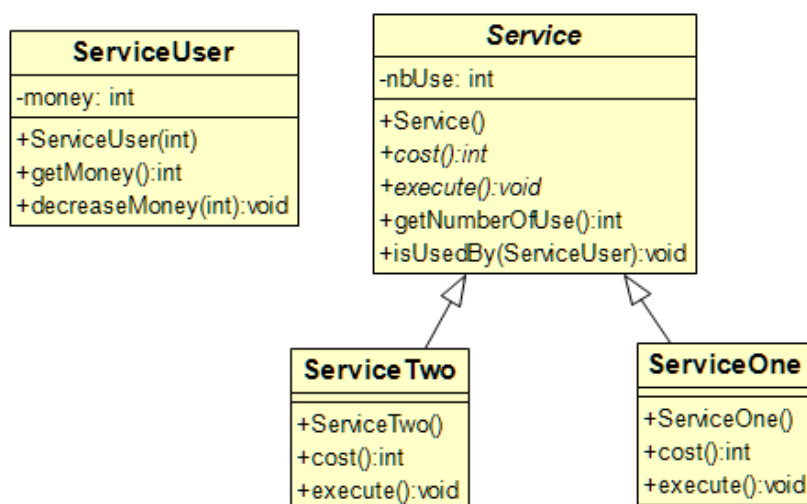 ServiceUser
-money: int
+ServiceUser(int)
+getMoney():int
+decreaseMoney(int):void
Service
-nbUse: int
+Service()
+cost():int
+execute():void
+getNumberOfUse():int
+isUsedBy(ServiceUser):void
ServiceTwo
+ServiceTwo()
+cost():int
+execute():void
ServiceOne
+ServiceOne()
+cost():int
+execute():void